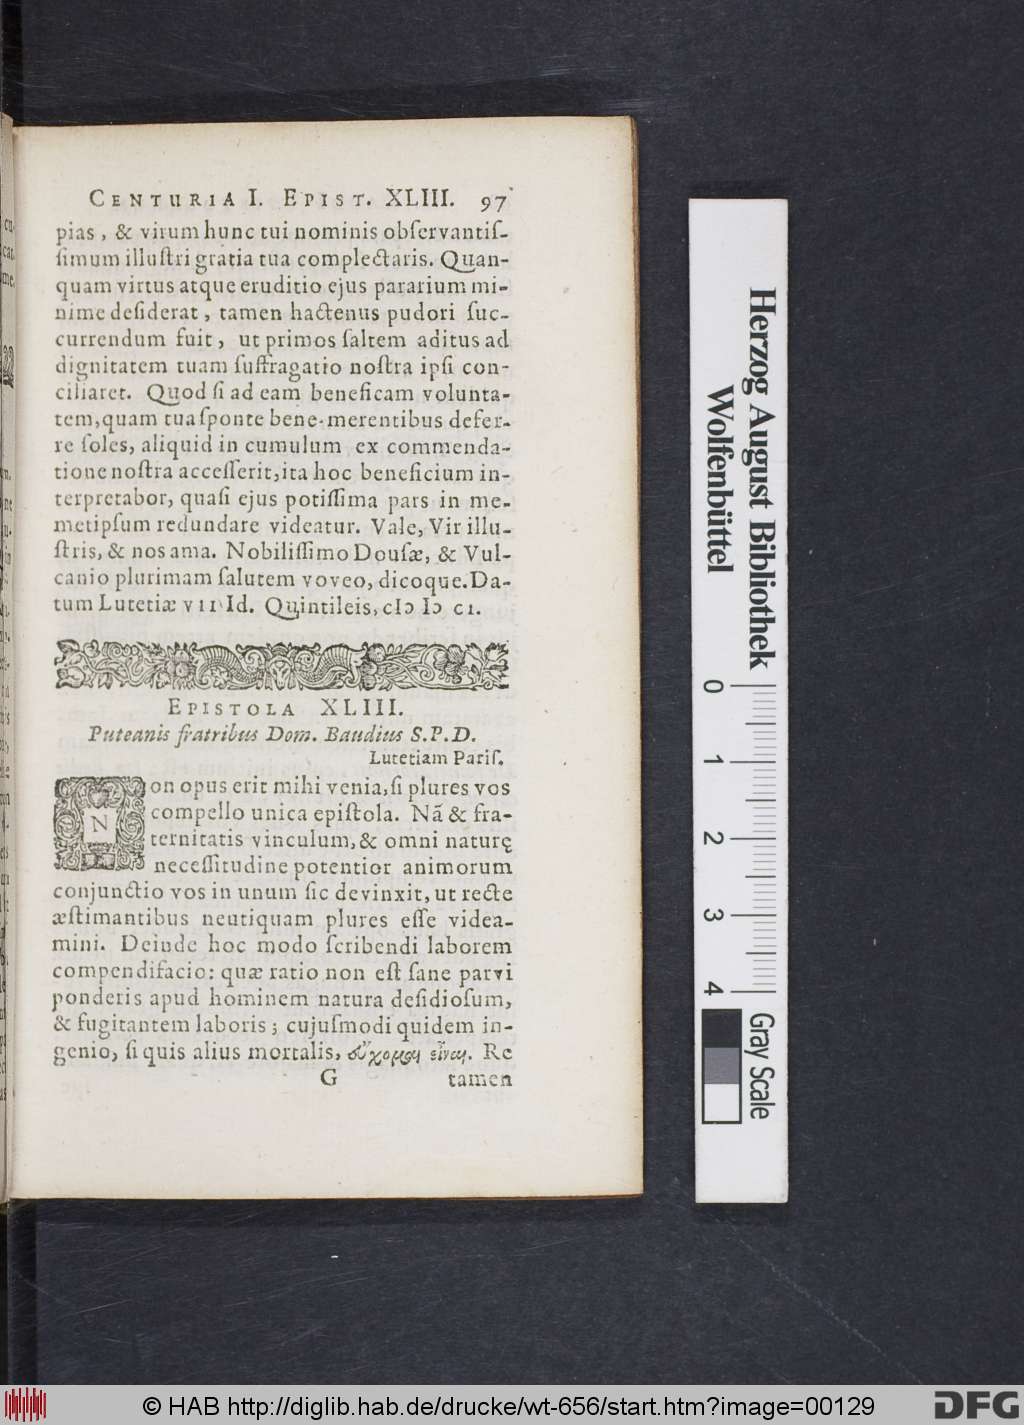 CENTURIA I. EPIST. XLIII. 97
pias, & virum hunc tui nominis obſervantiſ-
ſimum illuſtri gratia tua complectaris. Quan-
quam virtus atque eruditio ejus pararium mi-
nime deſiderat, tamen hactenus pudori ſuc-
currendum fuit, ut primos ſaltem aditus ad
dignitatem tuam ſuffragatio noſtra ipſi con-
ciliaret. Quod ſi ad eam beneficam volunta-
tem, quam tua ſponte bene-merentibus defer-
re ſoles, aliquid in cumulum ex commenda-
tione noſtra acceſſerit, ita hoc beneficium in-
terpretabor, quaſi ejus potiſſima pars in me-
metipſum redundare videatur. Vale, Vir illu-
ſtris, & nos ama. Nobiliſſimo Douſæ, & Vul-
canio plurimam ſalutem voveo, dicoque. Da-
tum Lutetiæ VII Id. Quintileis, cIↄ Iↄ cI.
EPISTOLA XLIII.
Puteanis fratribus Dom. Baudius S.P.D.
Lutetiam Pariſ.
Non opus erit mihi venia, ſi plures vos
compello unica epiſtola. Nã & fra-
ternitatis vinculum, & omni naturę
neceſſitudine potentior animorum
conjunctio vos in unum ſic devinxit, ut recte
æſtimantibus neutiquam plures eſſe videa-
mini. Deinde hoc modo ſcribendi laborem
compendifacio: quæ ratio non eſt ſane parvi
ponderis apud hominem natura deſidioſum,
& fugitantem laboris; cujuſmodi quidem in-
genio, ſi quis alius mortalis, εὔχομαι εἶναι. Re
G tamen
Herzog August Bibliothek
Wolfenbüttel
0 1 2 3 4
Gray Scale
© HAB http://diglib.hab.de/drucke/wt-656/start.htm?image=00129
DFG